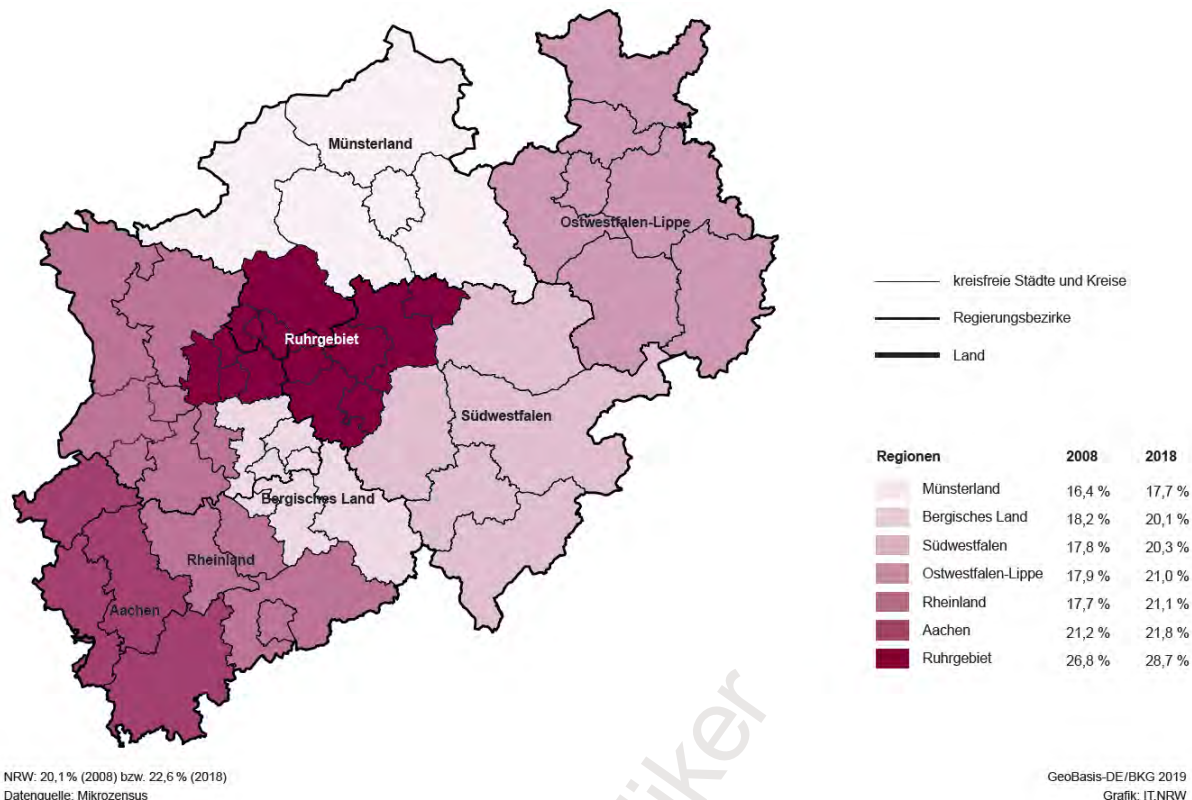 Münsterland
Ostwestfalen-Lippe
Ruhrgebiet
Südwestfalen
Bergisches Land
Rheinland
Aachen
kreisfreie Städte und Kreise
Regierungsbezirke
Land
Regionen 2008 2018
Münsterland 16,4 % 17,7 %
Bergisches Land 18,2 % 20,1 %
Südwestfalen 17,8 % 20,3 %
Ostwestfalen-Lippe 17,9 % 21,0 %
Rheinland 17,7 % 21,1 %
Aachen 21,2 % 21,8 %
Ruhrgebiet 26,8 % 28,7 %
NRW: 20,1% (2008) bzw. 22,6 % (2018)
Datenquelle: Mikrozensus
GeoBasis-DE/BKG 2019
Grafik: IT.NRW